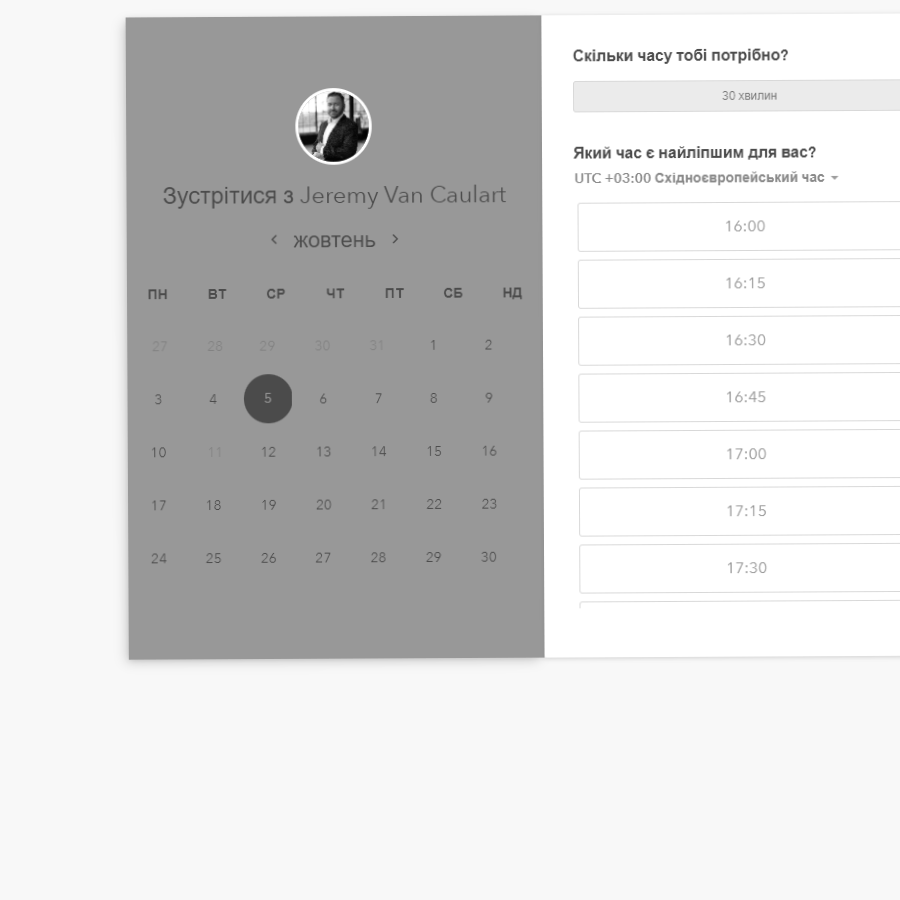 Зустрітися з Jeremy Van Caulart
жовтень
ПН ВТ СР ЧТ ПТ СБ НД
27 28 29 30 31 1 2
3 4 5 6 7 8 9
10 11 12 13 14 15 16
17 18 19 20 21 22 23
24 25 26 27 28 29 30
Скільки часу тобі потрібно?
30 хвилин
Який час є найліпшим для вас?
UTC +03:00 Східноєвропейський час
16:00
16:15
16:30
16:45
17:00
17:15
17:30